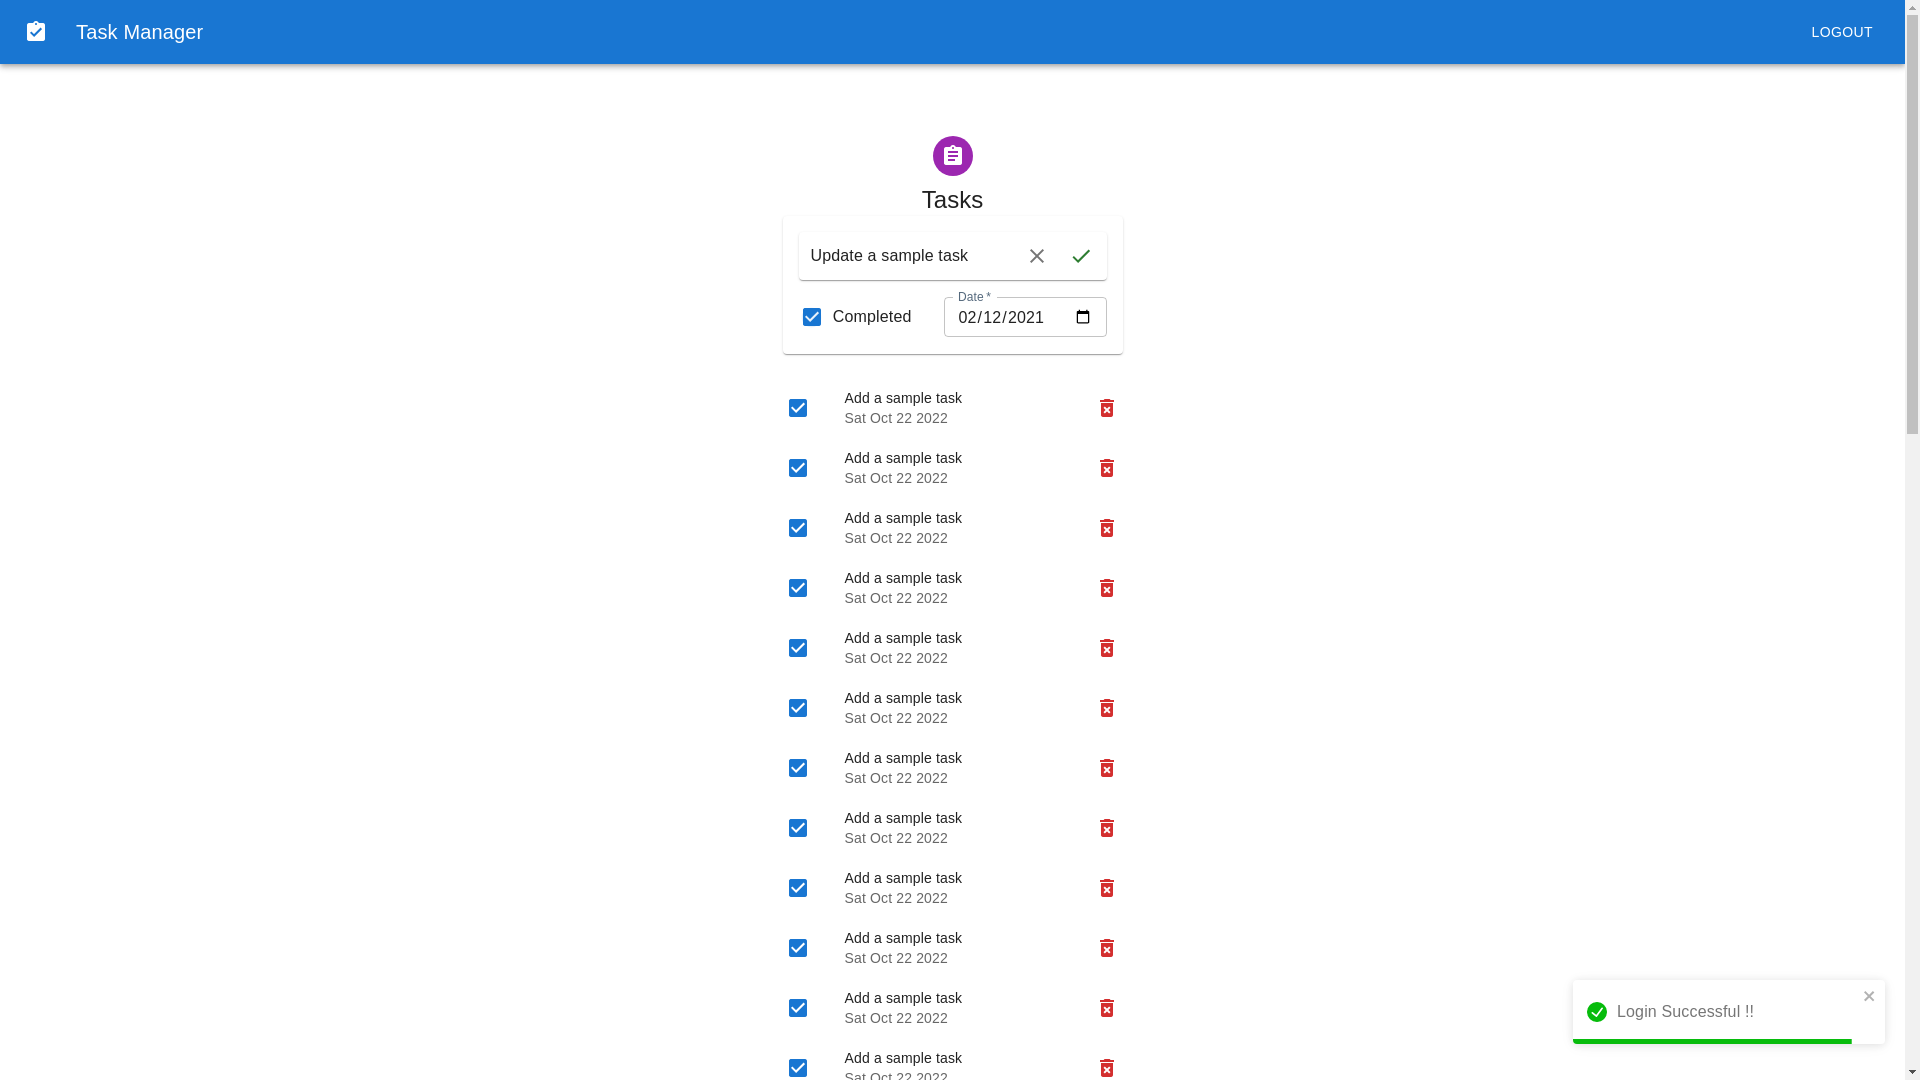 Task Manager
LOGOUT
Tasks
Update a sample task
Completed
Date *
02/12/2021
Add a sample task
Sat Oct 22 2022
Add a sample task
Sat Oct 22 2022
Add a sample task
Sat Oct 22 2022
Add a sample task
Sat Oct 22 2022
Add a sample task
Sat Oct 22 2022
Add a sample task
Sat Oct 22 2022
Add a sample task
Sat Oct 22 2022
Add a sample task
Sat Oct 22 2022
Add a sample task
Sat Oct 22 2022
Add a sample task
Sat Oct 22 2022
Add a sample task
Sat Oct 22 2022
Add a sample task
Sat Oct 22 2022
Login Successful !!